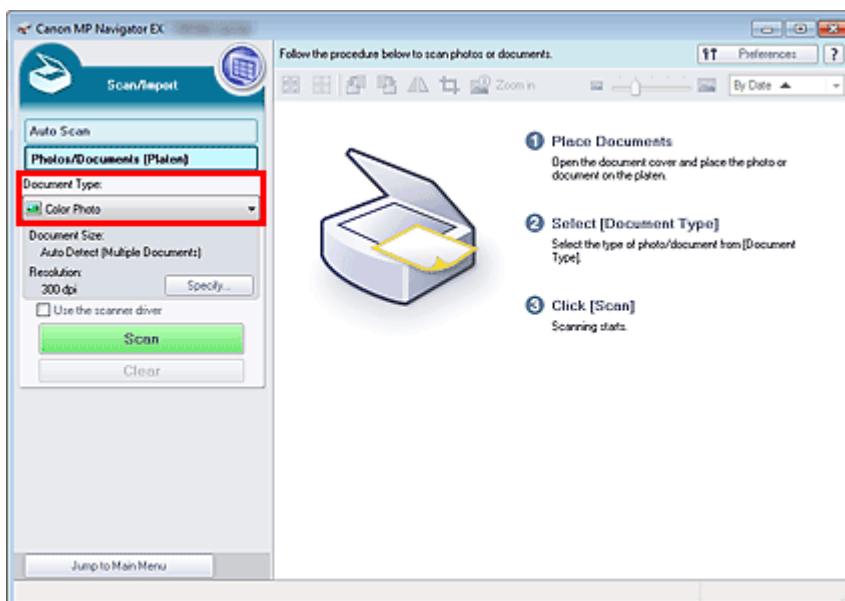 Canon MP Navigator EX
Scan/Import
Auto Scan
Photos/Documents (Platen)
Document Type:
Color Photo
Document Size:
Auto Detect (Multiple Documents)
Resolution:
300 dpi
Specify...
Use the scanner driver
Scan
Clear
Jump to Main Menu
Follow the procedure below to scan photos or documents.
Preferences
?
Zoom in
By Date
1 Place Documents
Open the document cover and place the photo or
document on the platen.
2 Select [Document Type]
Select the type of photo/document from [Document
Type].
3 Click [Scan]
Scanning starts.